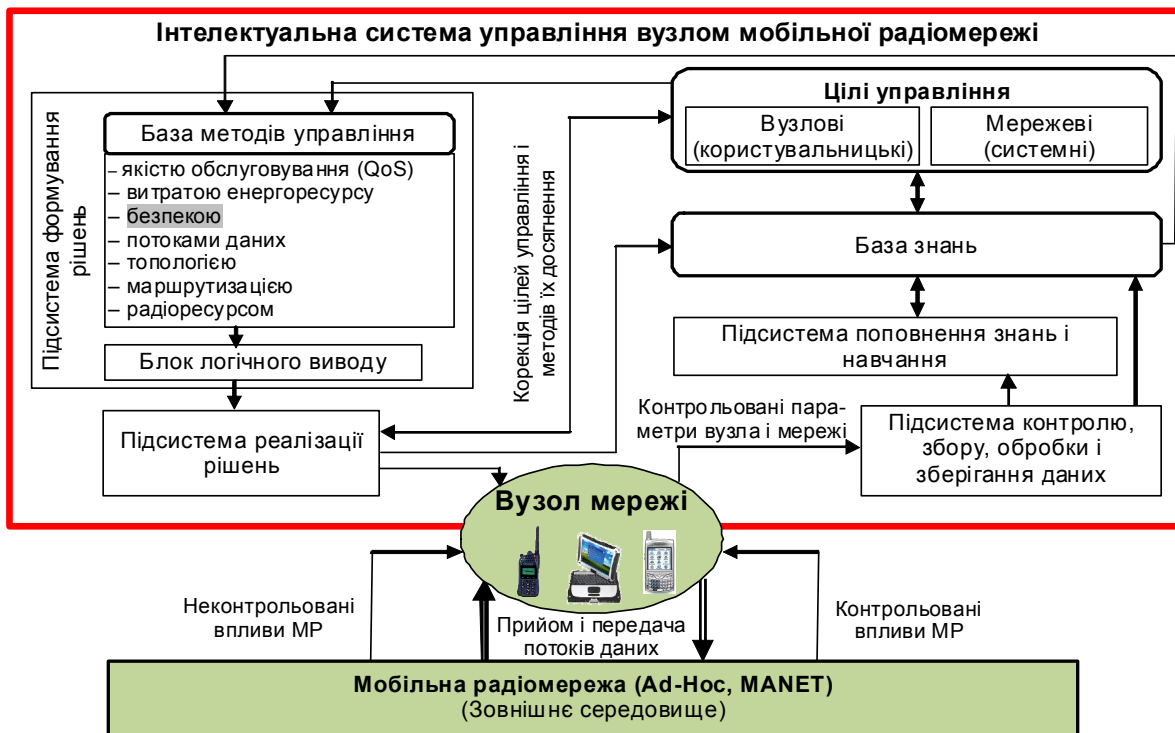 Інтелектуальна система управління вузлом мобільної радіомережі
Підсистема формування
рішень
База методів управління
– якістю обслуговування (QoS)
– витратою енергоресурсу
– безпекою
– потоками даних
– топологією
– маршрутизацією
– радіоресурсом
Блок логічного виводу
Підсистема реалізації
рішень
Корекція цілей управління і
методів їх досягнення
Цілі управління
Вузлові
(користувальницькі)
Мережеві
(системні)
База знань
Підсистема поповнення знань і
навчання
Контрольовані пара-
метри вузла і мережі
Підсистема контролю,
збору, обробки і
зберігання даних
Вузол мережі
Неконтрольовані
впливи МР
Прийом і передача
потоків даних
Контрольовані
впливи МР
Мобільна радіомережа (Ad-Hoc, MANET)
(Зовнішнє середовище)